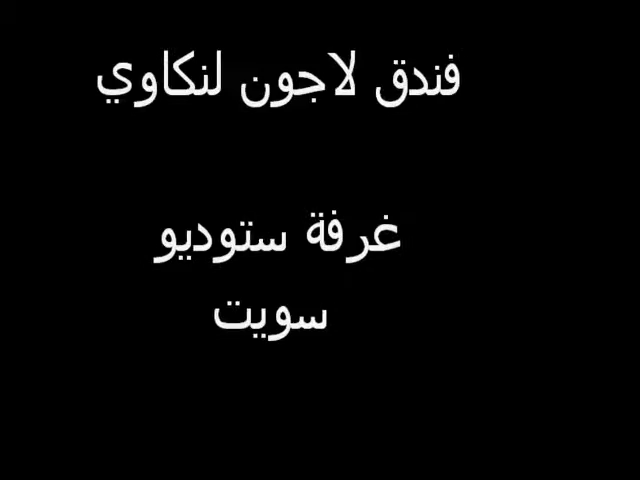 فندق لاجون لنكاوي
غرفة ستوديو
سويت